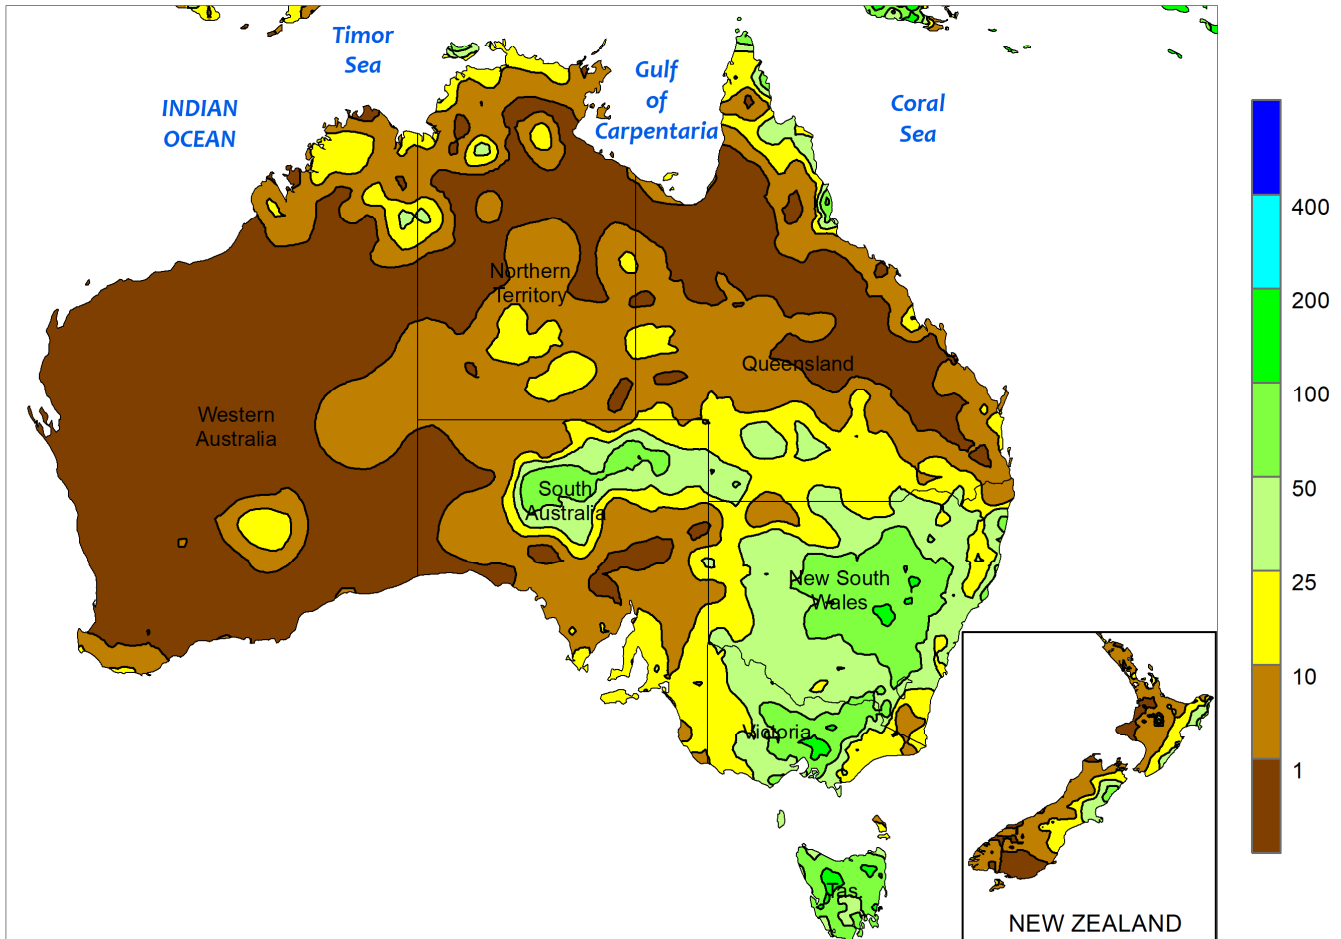 Timor
Sea
Gulf
of
Carpentaria
INDIAN
OCEAN
Coral
Sea
400
200
100
50
25
10
1
Northern
Territory
Queensland
Western
Australia
South
Australia
New South
Wales
Victoria
Tas.
NEW ZEALAND